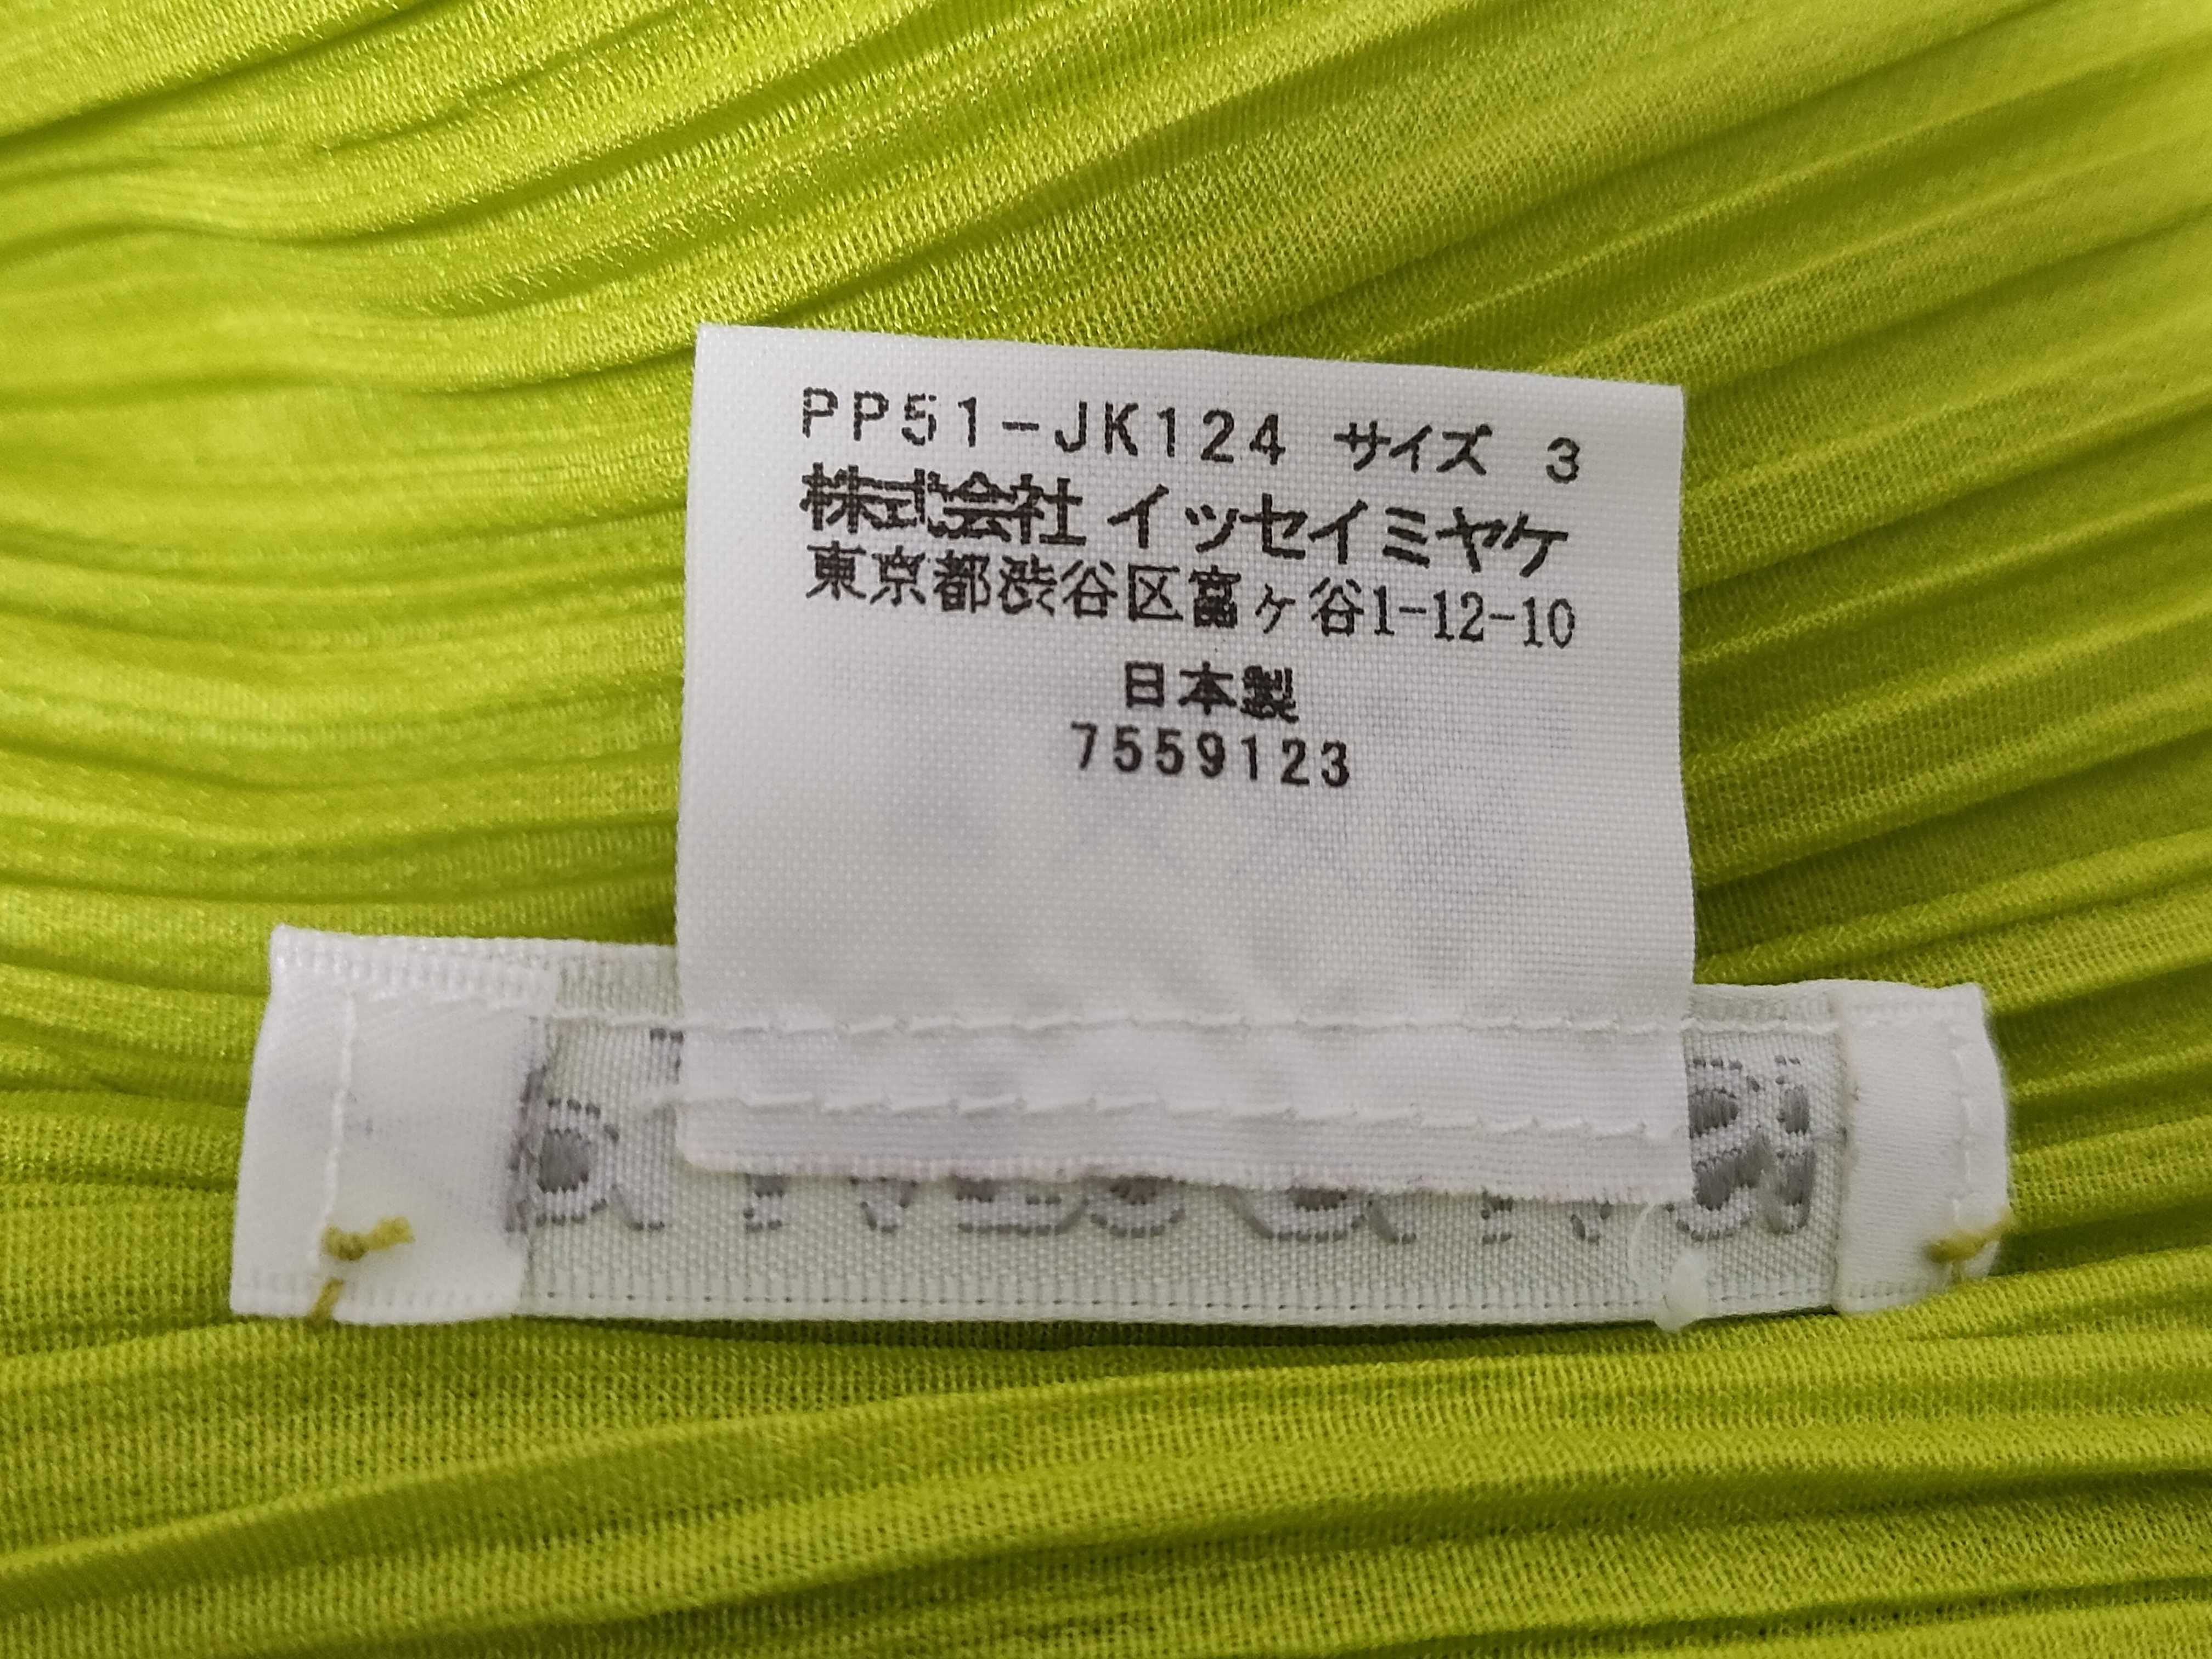 PP51-JK124 サイズ 3
株式会社 イッセイミヤケ
東京都渋谷区富ヶ谷1-12-10
日本製
7559123